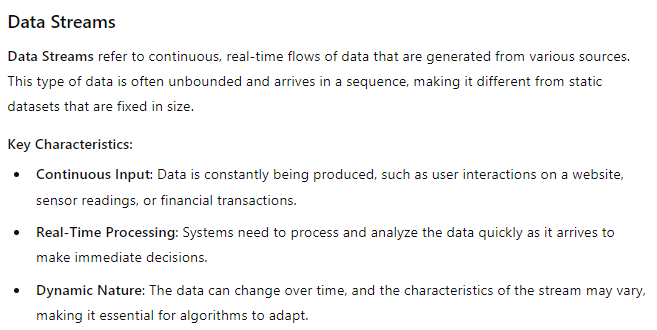 Data Streams
Data Streams refer to continuous, real-time flows of data that are generated from various sources.
This type of data is often unbounded and arrives in a sequence, making it different from static
datasets that are fixed in size.
Key Characteristics:
• Continuous Input: Data is constantly being produced, such as user interactions on a website,
sensor readings, or financial transactions.
• Real-Time Processing: Systems need to process and analyze the data quickly as it arrives to
make immediate decisions.
• Dynamic Nature: The data can change over time, and the characteristics of the stream may vary,
making it essential for algorithms to adapt.